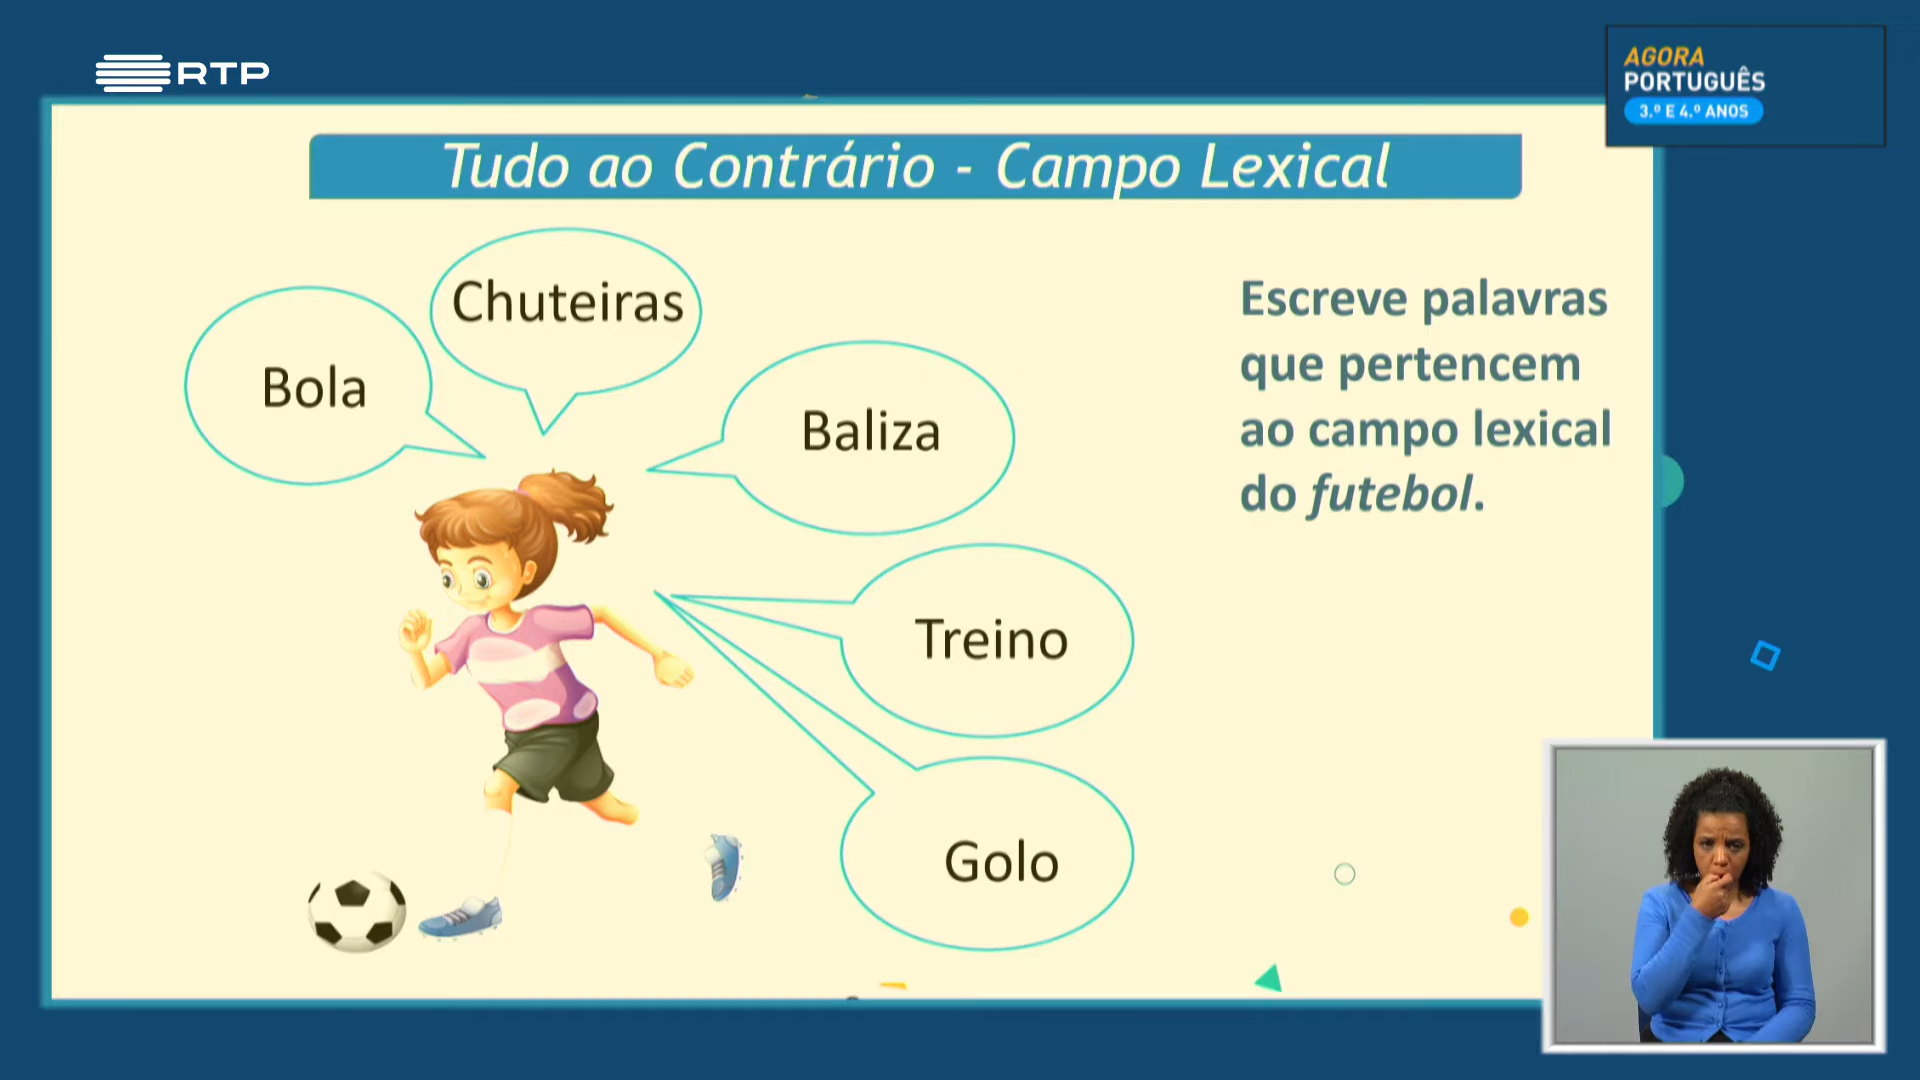 RTP
AGORA
PORTUGUÊS
3.º E 4.º ANOS
Tudo ao Contrário - Campo Lexical
Chuteiras
Bola
Baliza
Treino
Golo
Escreve palavras
que pertencem
ao campo lexical
do futebol.